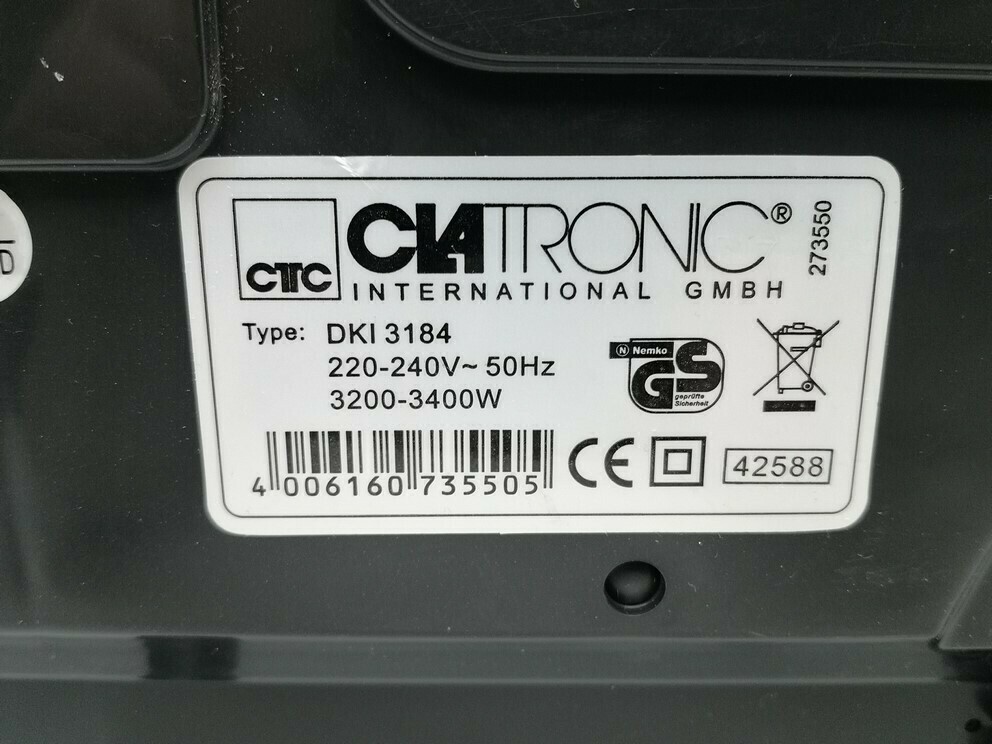 CTC
CLATRONIC®
INTERNATIONAL GMBH
273550
Type: DKI 3184
220-240V~ 50Hz
3200-3400W
N Nemko
GS
geprüfte
Sicherheit
4 006160 735505
CE
42588
D